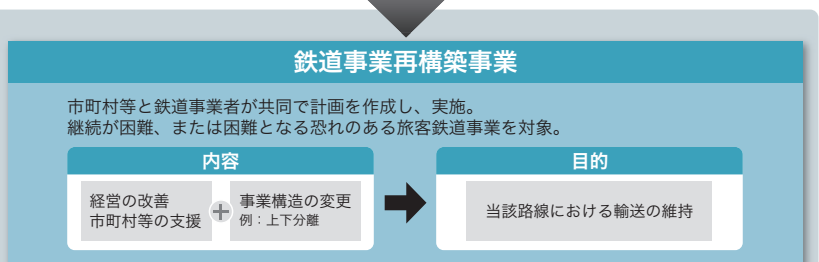 鉄道事業再構築事業
市町村等と鉄道事業者が共同で計画を作成し、実施。
継続が困難、または困難となる恐れのある旅客鉄道事業を対象。
内容
経営の改善
市町村等の支援
+
事業構造の変更
例：上下分離
目的
当該路線における輸送の維持